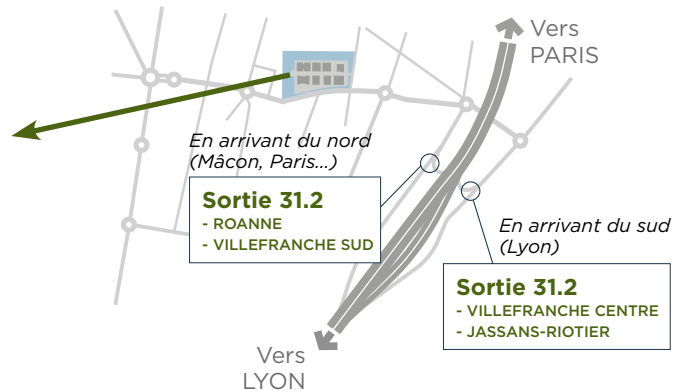 Vers
PARIS
En arrivant du nord
(Mâcon, Paris...)
Sortie 31.2
- ROANNE
- VILLEFRANCHE SUD
En arrivant du sud
(Lyon)
Sortie 31.2
- VILLEFRANCHE CENTRE
- JASSANS-RIOTIER
Vers
LYON